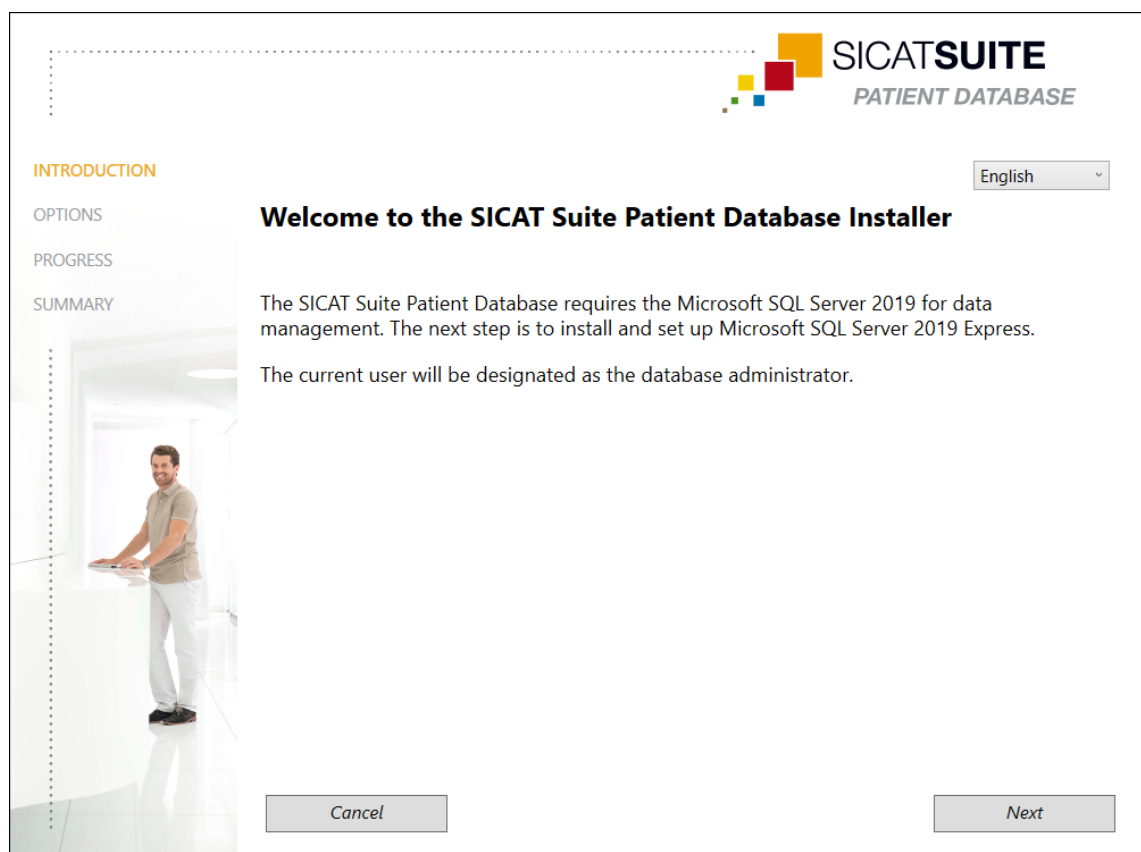 SICATSUITE
PATIENT DATABASE
INTRODUCTION
English
OPTIONS
Welcome to the SICAT Suite Patient Database Installer
PROGRESS
SUMMARY
The SICAT Suite Patient Database requires the Microsoft SQL Server 2019 for data
management. The next step is to install and set up Microsoft SQL Server 2019 Express.
The current user will be designated as the database administrator.
Cancel
Next